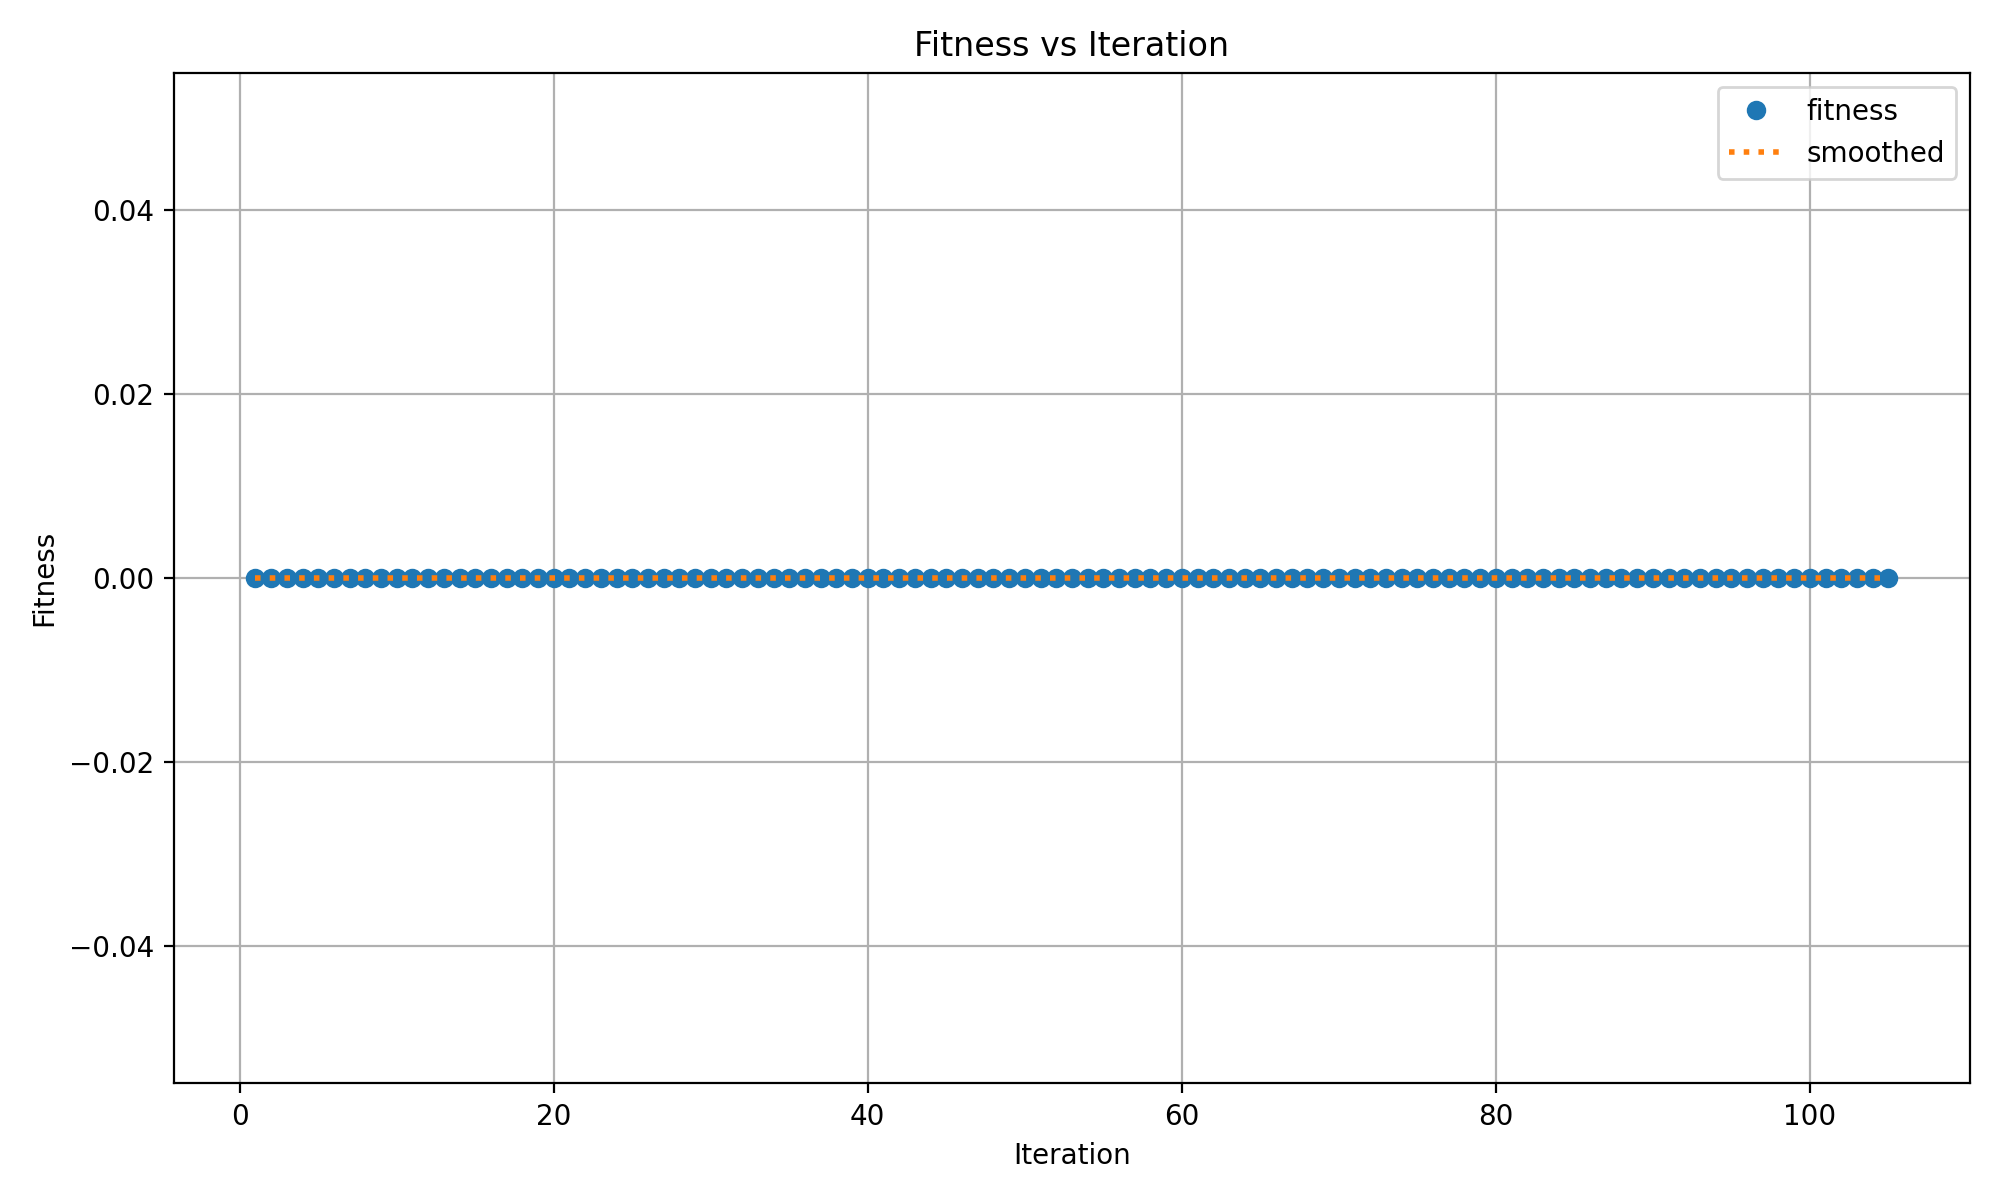 Fitness vs Iteration
fitness
smoothed
0.04
0.02
0.00
−0.02
−0.04
Fitness
0 20 40 60 80 100
Iteration